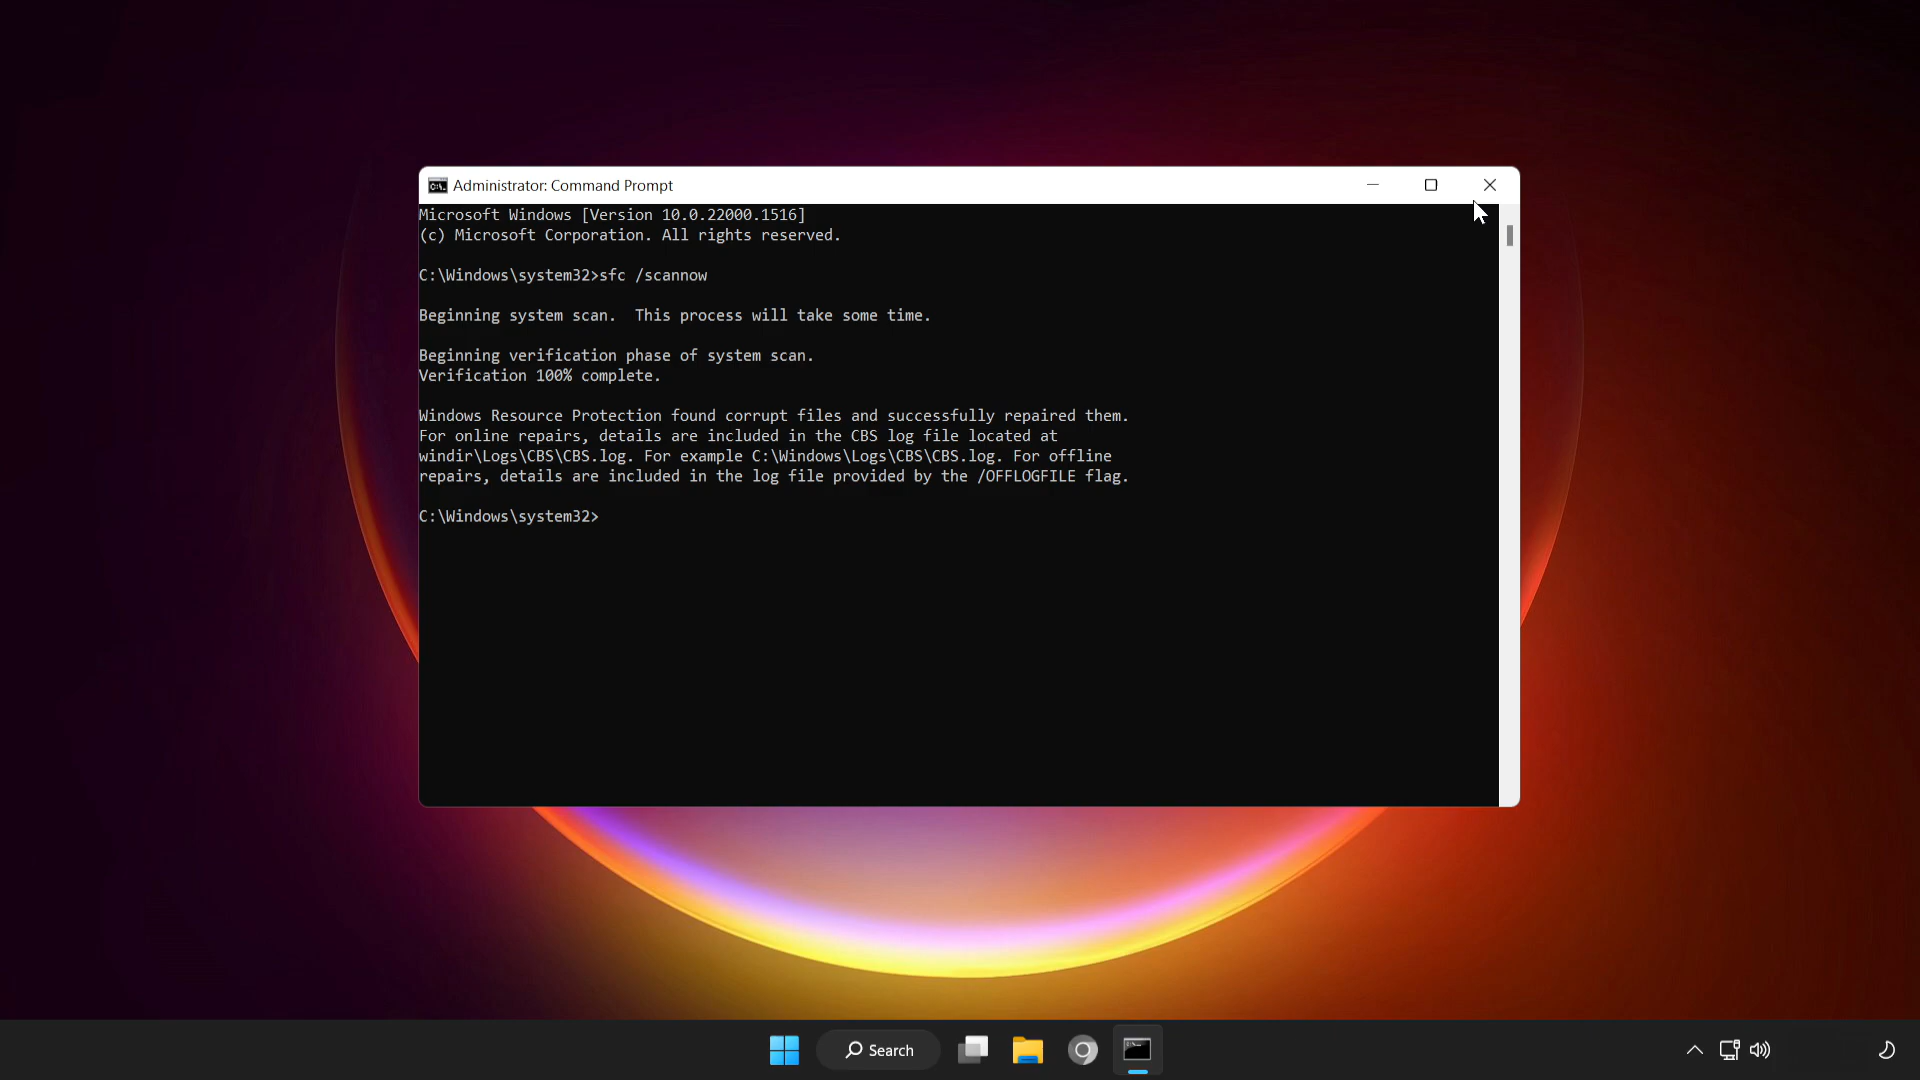 Administrator: Command Prompt
Microsoft Windows [Version 10.0.22000.1516]
(c) Microsoft Corporation. All rights reserved.
C:\Windows\system32>sfc /scannow
Beginning system scan.  This process will take some time.
Beginning verification phase of system scan.
Verification 100% complete.
Windows Resource Protection found corrupt files and successfully repaired them.
For online repairs, details are included in the CBS log file located at
windir\Logs\CBS\CBS.log. For example C:\Windows\Logs\CBS\CBS.log. For offline
repairs, details are included in the log file provided by the /OFFLOGFILE flag.
C:\Windows\system32>
Search